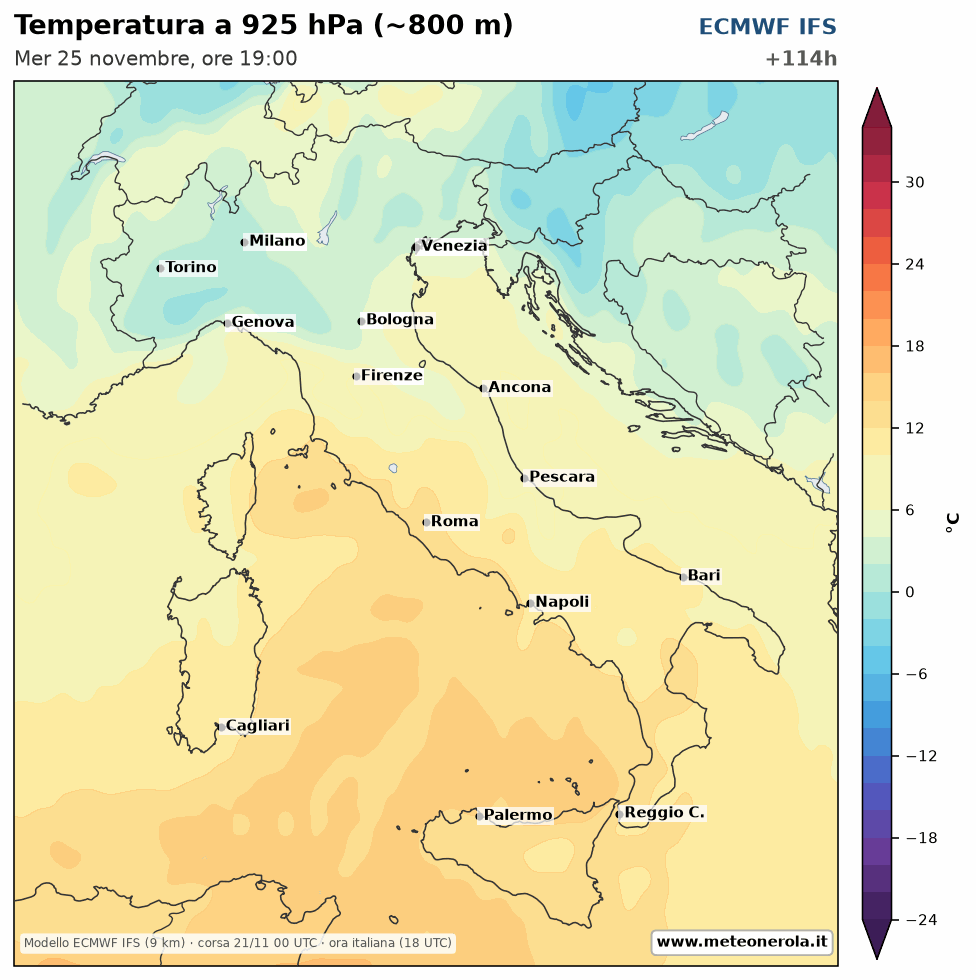 Temperatura a 925 hPa (~800 m)
ECMWF IFS
Mer 25 novembre, ore 19:00
+114h
Milano
Venezia
Torino
Genova
Bologna
Firenze
Ancona
Pescara
Roma
Bari
Napoli
Cagliari
Palermo
Reggio C.
30
24
18
12
6
0
−6
−12
−18
−24
°C
Modello ECMWF IFS (9 km) · corsa 21/11 00 UTC · ora italiana (18 UTC)
www.meteonerola.it